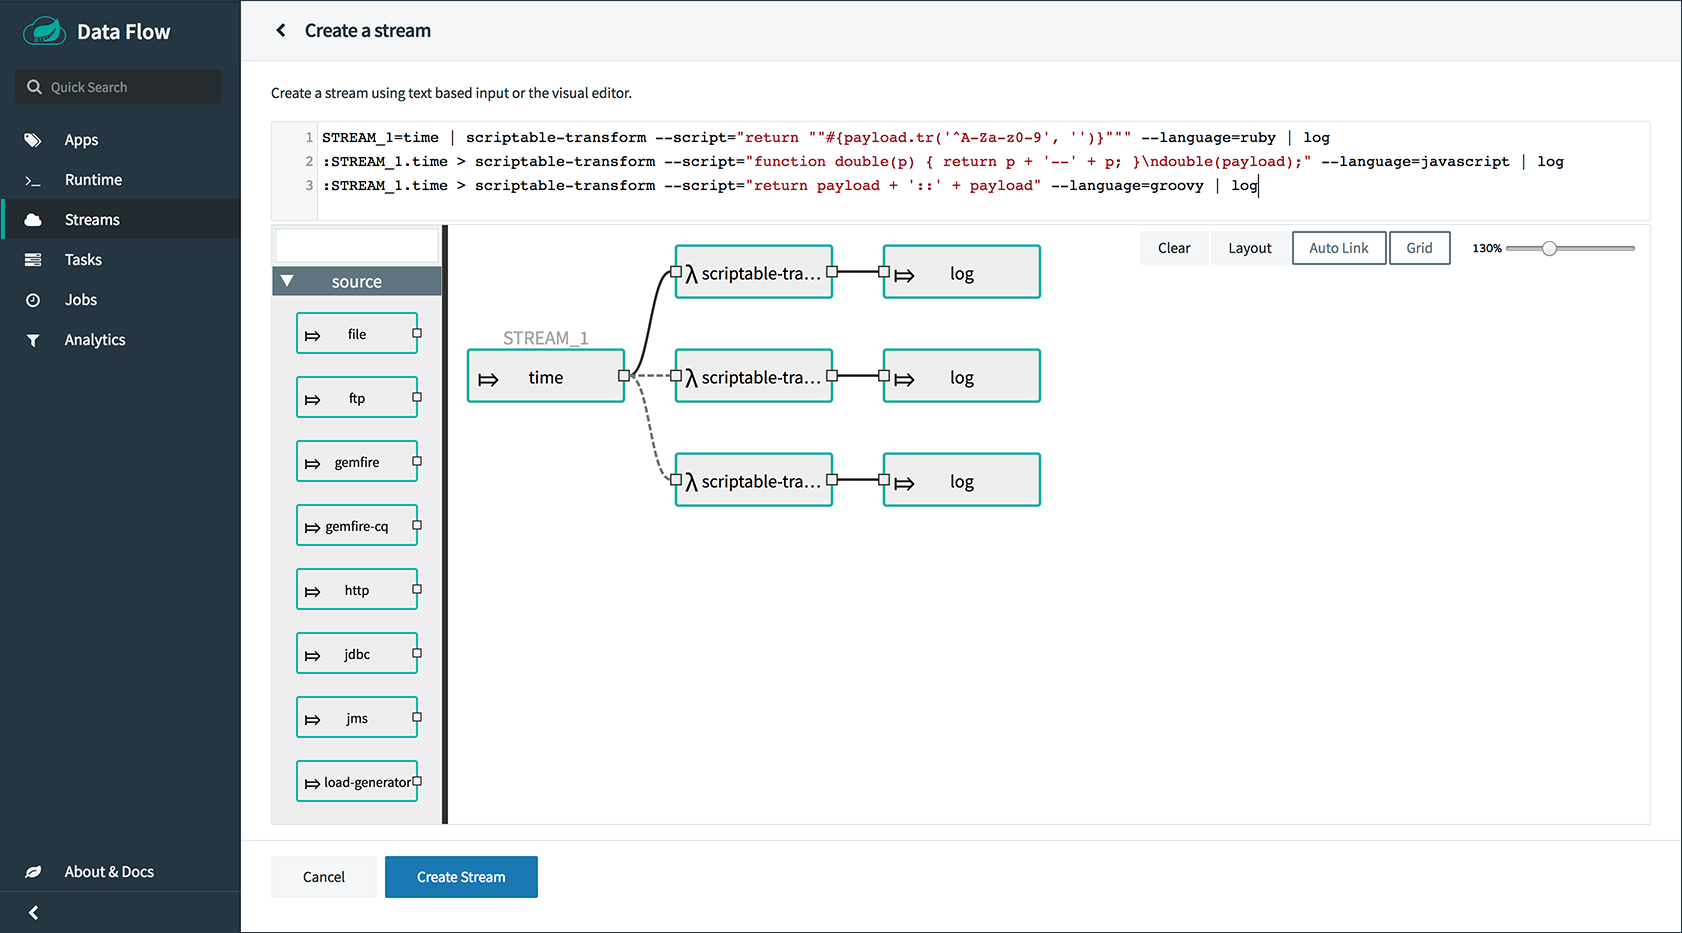 Data Flow
Quick Search
Apps
Runtime
Streams
Tasks
Jobs
Analytics
About & Docs
Create a stream
Create a stream using text based input or the visual editor.
1 STREAM_1=time | scriptable-transform --script="return ""#{payload.tr('^A-Za-z0-9', '')}""" --language=ruby | log
2 :STREAM_1.time > scriptable-transform --script="function double(p) { return p + '--' + p; }\ndouble(payload);" --language=javascript | log
3 :STREAM_1.time > scriptable-transform --script="return payload + '::' + payload" --language=groovy | log
Clear Layout Auto Link Grid 130%
source
file
ftp
gemfire
gemfire-cq
http
jdbc
jms
load-generator
λ scriptable-tra... log
STREAM_1
time λ scriptable-tra... log
λ scriptable-tra... log
Cancel Create Stream